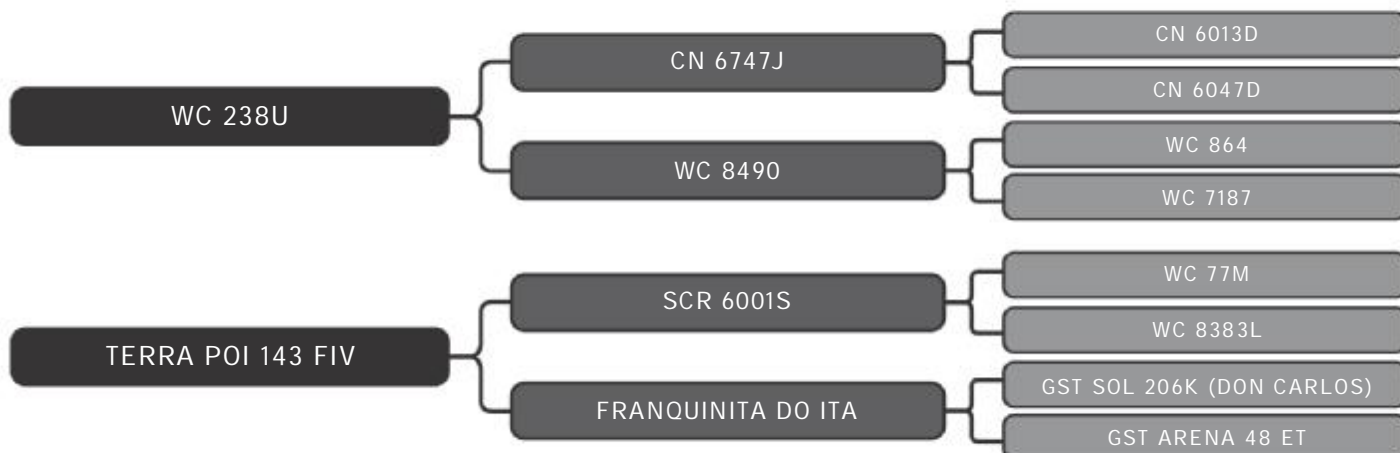 CN 6013D
CN 6747J
CN 6047D
WC 238U
WC 864
WC 8490
WC 7187
WC 77M
SCR 6001S
WC 8383L
TERRA POI 143 FIV
GST SOL 206K (DON CARLOS)
FRANQUINITA DO ITA
GST ARENA 48 ET